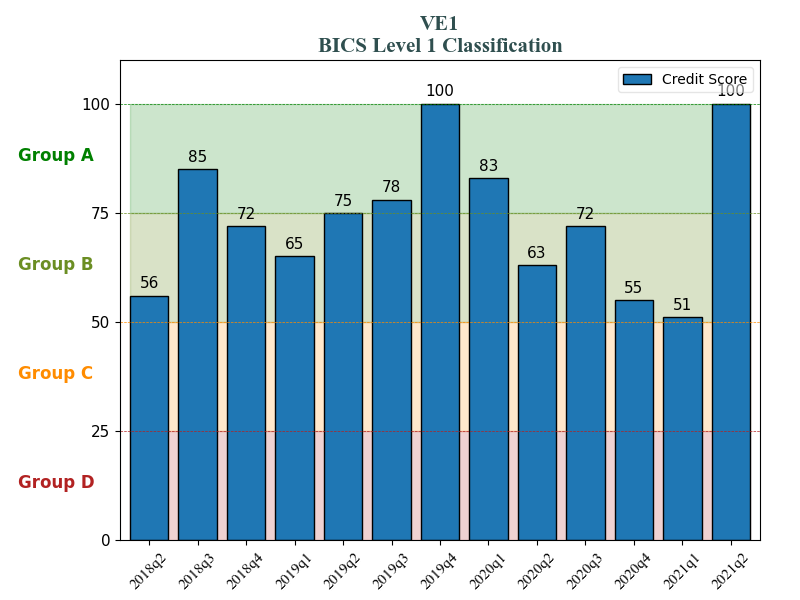 VE1
BICS Level 1 Classification
Credit Score
100
75
50
25
0
Group A
Group B
Group C
Group D
56
85
72
65
75
78
100
83
63
72
55
51
100
2018q2
2018q3
2018q4
2019q1
2019q2
2019q3
2019q4
2020q1
2020q2
2020q3
2020q4
2021q1
2021q2